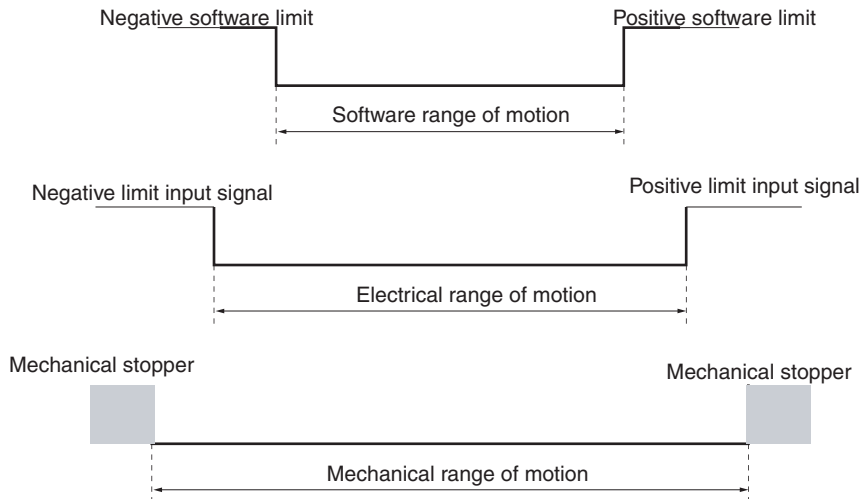 Negative software limit
Positive software limit
Software range of motion
Negative limit input signal
Positive limit input signal
Electrical range of motion
Mechanical stopper
Mechanical stopper
Mechanical range of motion